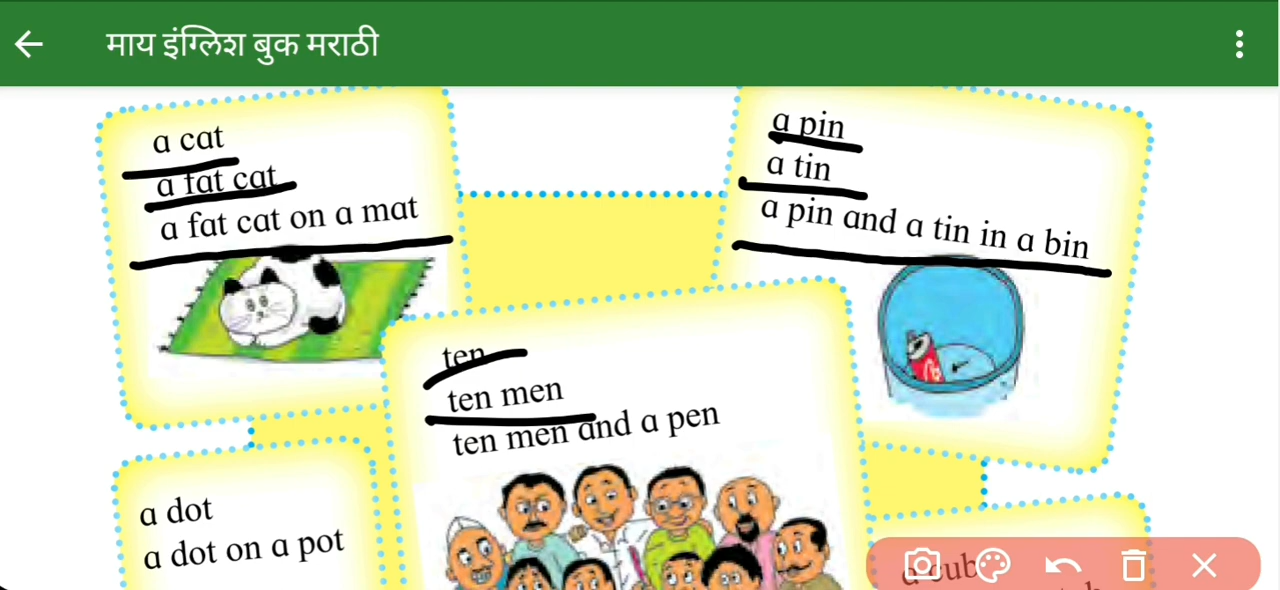 माय इंग्लिश बुक मराठी
a cat
a fat cat
a fat cat on a mat
a pin
a tin
a pin and a tin in a bin
ten
ten men
ten men and a pen
a dot
a dot on a pot